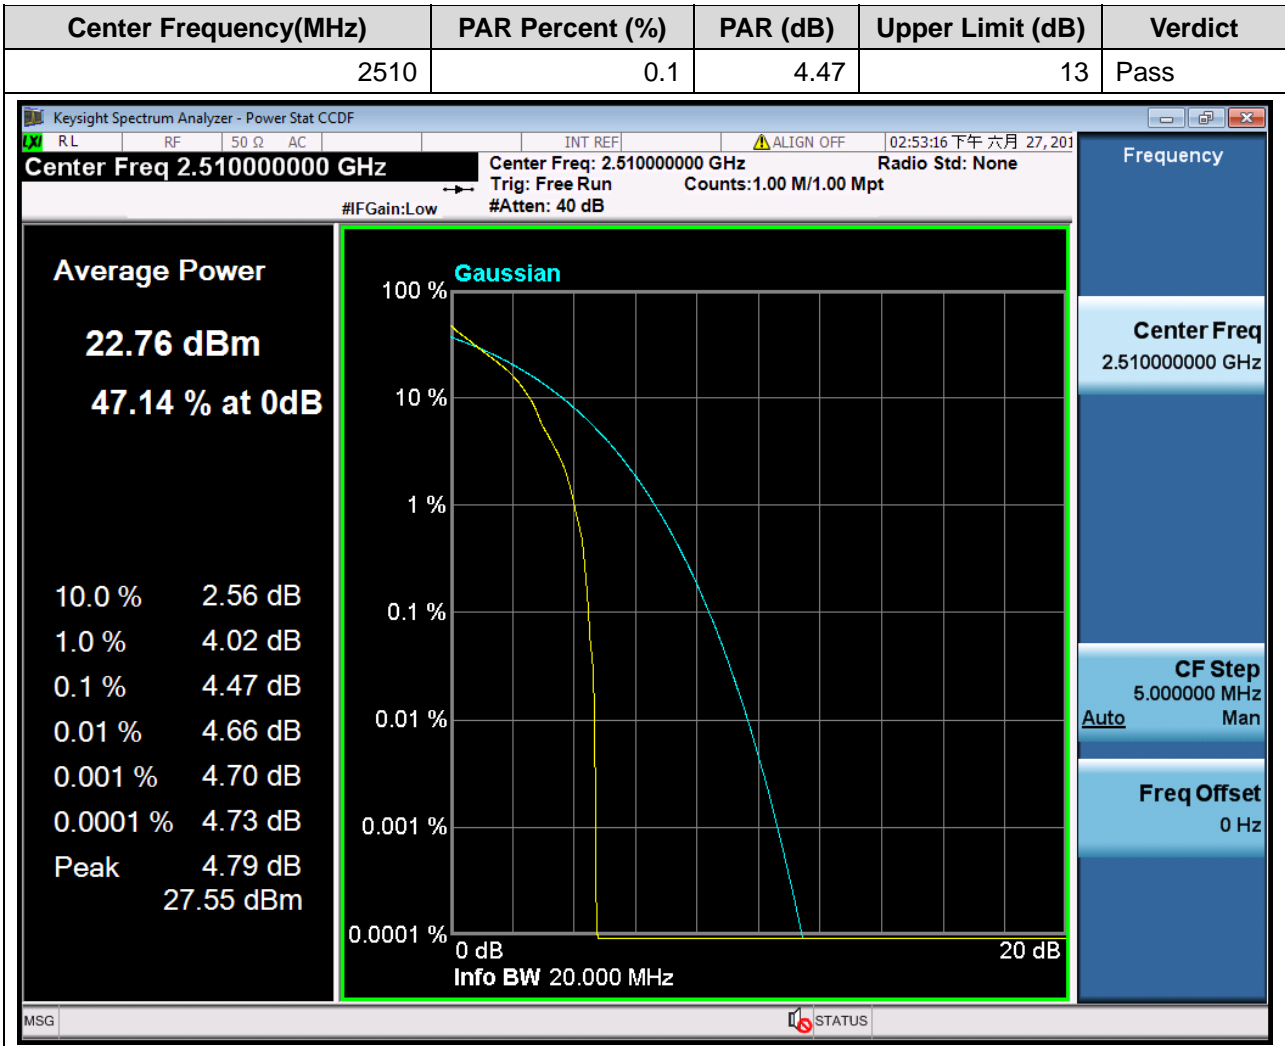 Center Frequency(MHz) PAR Percent (%) PAR (dB) Upper Limit (dB) Verdict
2510 0.1 4.47 13 Pass
Keysight Spectrum Analyzer - Power Stat CCDF
LXI RL RF 50 Ω AC INT REF ALIGN OFF 02:53:16 下午 六月 27, 201
Center Freq 2.510000000 GHz
Center Freq: 2.510000000 GHz Radio Std: None
Trig: Free Run Counts:1.00 M/1.00 Mpt
#IFGain:Low #Atten: 40 dB
Frequency
Average Power
22.76 dBm
47.14 % at 0dB
10.0 % 2.56 dB
1.0 % 4.02 dB
0.1 % 4.47 dB
0.01 % 4.66 dB
0.001 % 4.70 dB
0.0001 % 4.73 dB
Peak 4.79 dB
27.55 dBm
Gaussian
100 %
10 %
1 %
0.1 %
0.01 %
0.001 %
0.0001 %
0 dB 20 dB
Info BW 20.000 MHz
Center Freq
2.510000000 GHz
CF Step
5.000000 MHz
Auto Man
Freq Offset
0 Hz
MSG STATUS